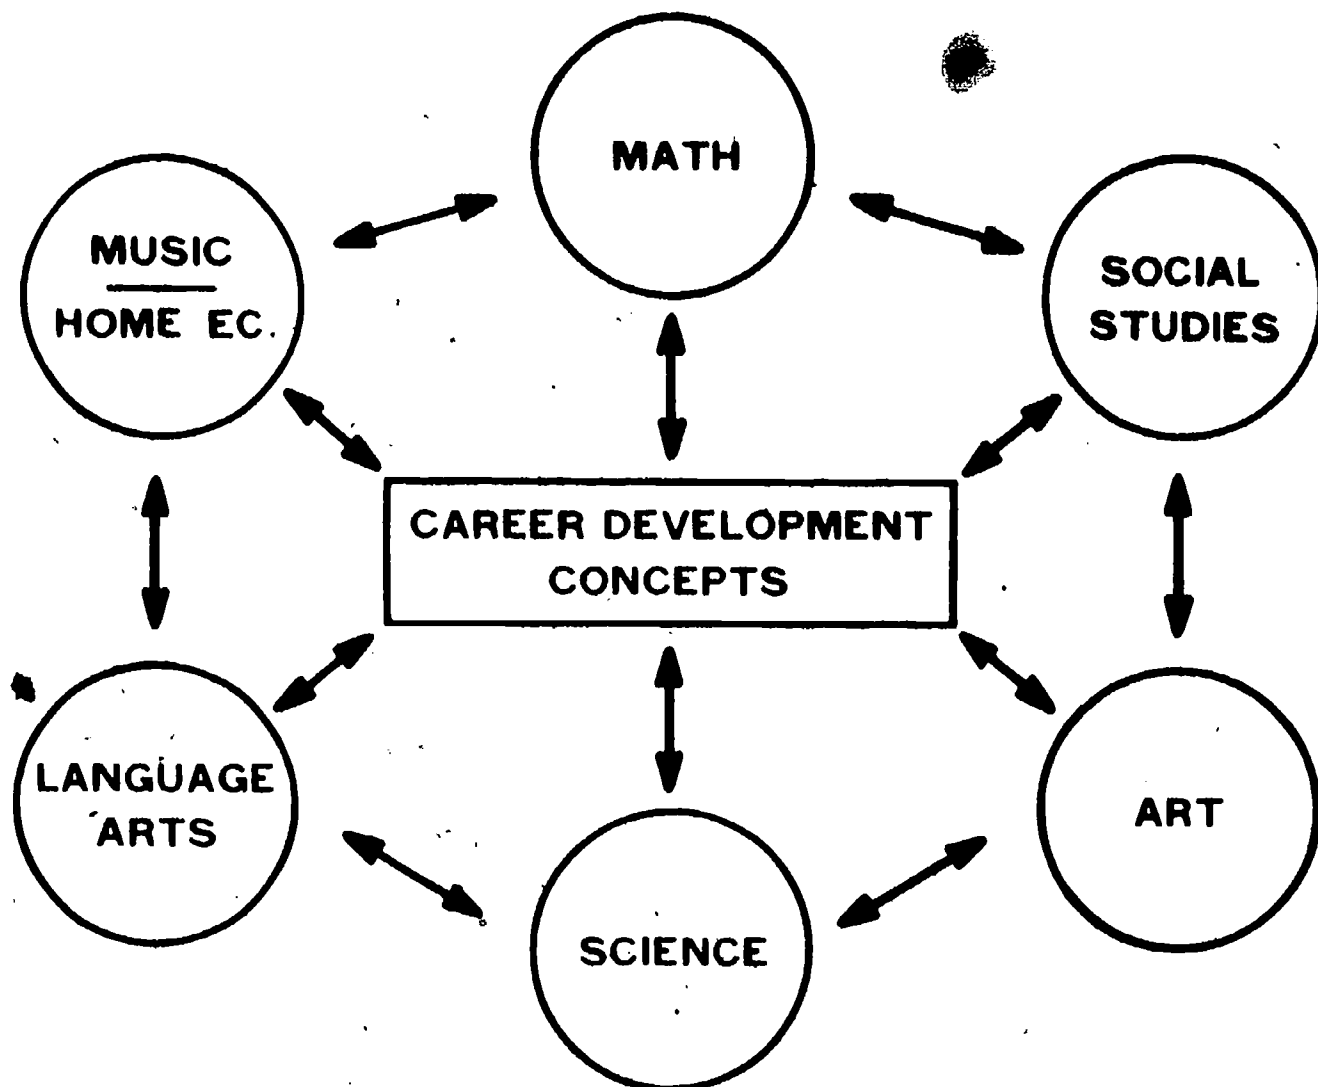 MATH
MUSIC
HOME EC.
SOCIAL
STUDIES
CAREER DEVELOPMENT
CONCEPTS
LANGUAGE
ARTS
ART
SCIENCE